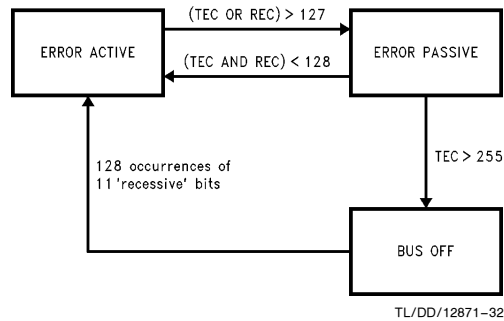 (TEC OR REC) > 127
ERROR ACTIVE
ERROR PASSIVE
(TEC AND REC) < 128
128 occurrences of
11 'recessive' bits
TEC > 255
BUS OFF
TL/DD/12871–32